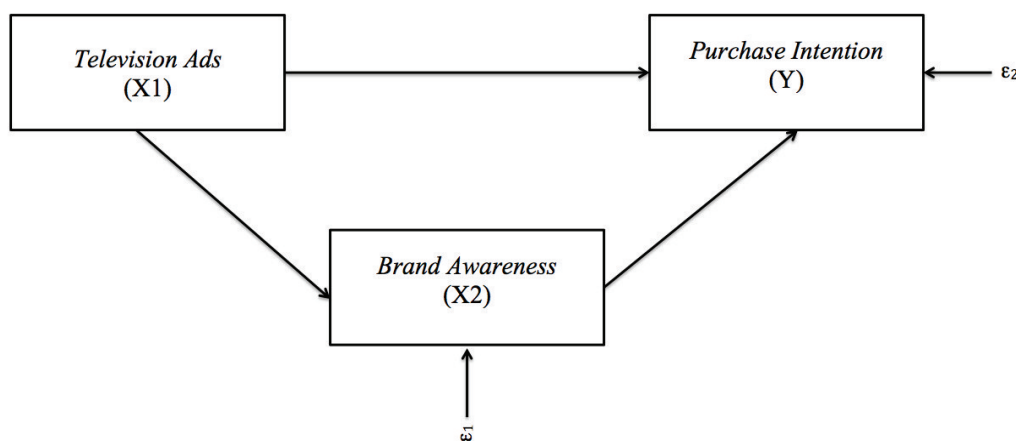 Television Ads
(X1)
Purchase Intention
(Y)
ε2
Brand Awareness
(X2)
ε1